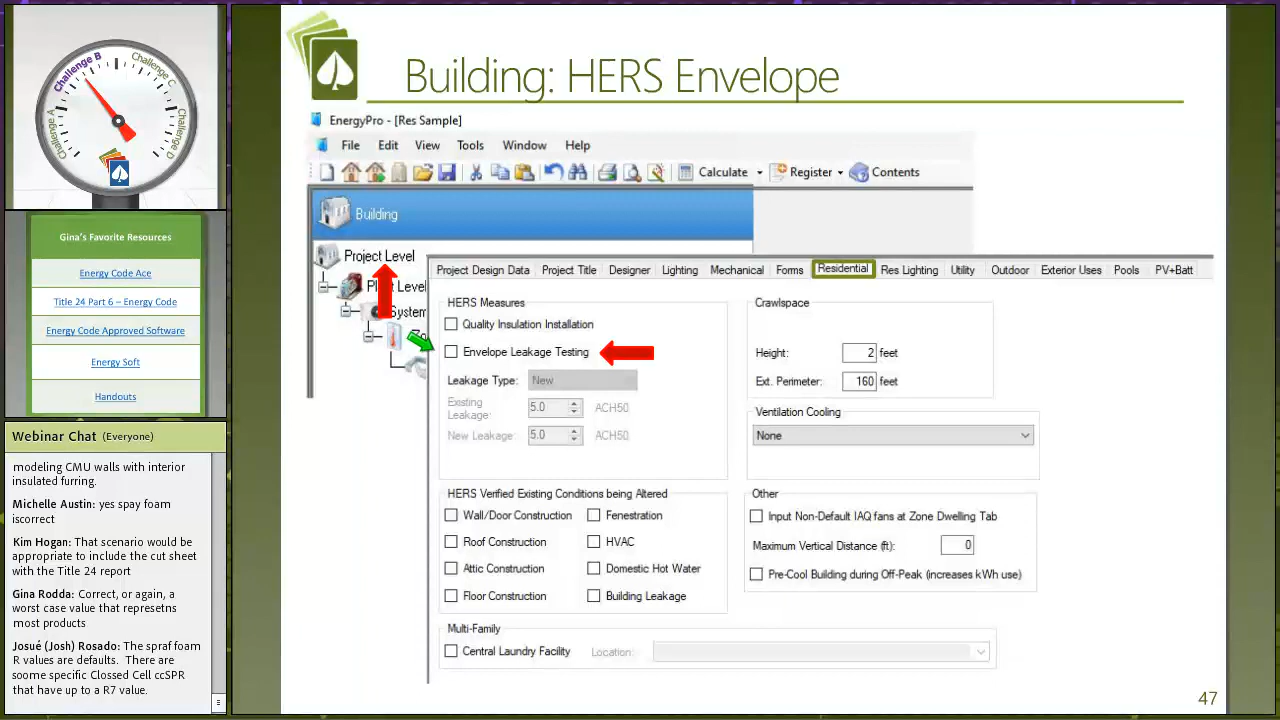 Challenge A
Challenge B
Challenge C
Challenge D
Gina's Favorite Resources
Energy Code Ace
Title 24 Part 6 – Energy Code
Energy Code Approved Software
Energy Soft
Handouts
Webinar Chat (Everyone)
modeling CMU walls with interior
insulated furring.
Michelle Austin: yes spay foam
iscorrect
Kim Hogan: That scenario would be
appropriate to include the cut sheet
with the Title 24 report
Gina Rodda: Correct, or again, a
worst case value that represetns
most products
Josué (Josh) Rosado: The spraf foam
R values are defaults. There are
soome specific Clossed Cell ccSPR
that have up to a R7 value.
Building: HERS Envelope
EnergyPro - [Res Sample]
File Edit View Tools Window Help
Calculate Register Contents
Building
Project Level
Project Design Data Project Title Designer Lighting Mechanical Forms Residential Res Lighting Utility Outdoor Exterior Uses Pools PV+Batt
HERS Measures
Quality Insulation Installation
Envelope Leakage Testing
Leakage Type: New
Existing
Leakage: 5.0 ACH50
New Leakage: 5.0 ACH50
Crawlspace
Height: 2 feet
Ext. Perimeter: 160 feet
Ventilation Cooling
None
HERS Verified Existing Conditions being Altered
Wall/Door Construction Fenestration
Roof Construction HVAC
Attic Construction Domestic Hot Water
Floor Construction Building Leakage
Other
Input Non-Default IAQ fans at Zone Dwelling Tab
Maximum Vertical Distance (ft): 0
Pre-Cool Building during Off-Peak (increases kWh use)
Multi-Family
Central Laundry Facility Location:
47